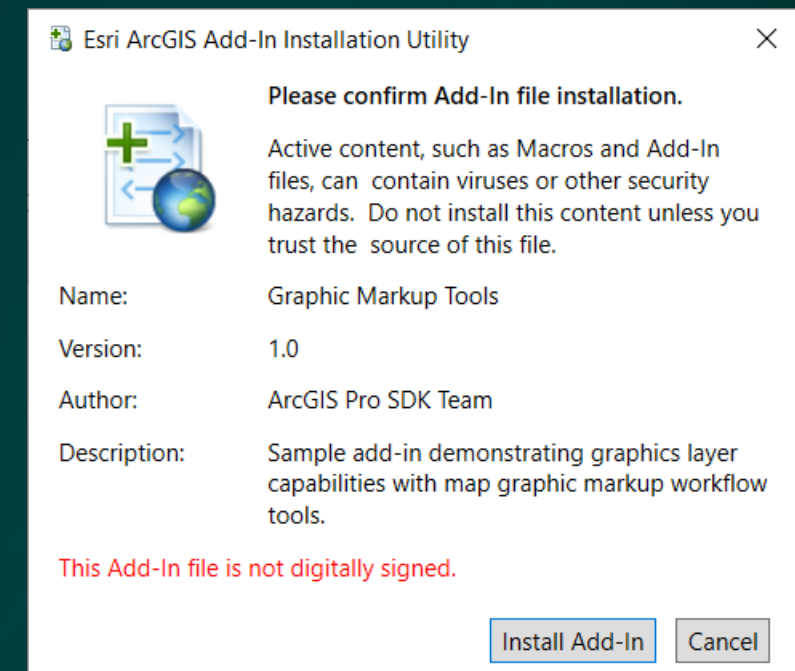 Esri ArcGIS Add-In Installation Utility
Please confirm Add-In file installation.
Active content, such as Macros and Add-In
files, can  contain viruses or other security
hazards.  Do not install this content unless you
trust the  source of this file.
Name: Graphic Markup Tools
Version: 1.0
Author: ArcGIS Pro SDK Team
Description: Sample add-in demonstrating graphics layer
capabilities with map graphic markup workflow
tools.
This Add-In file is not digitally signed.
Install Add-In Cancel